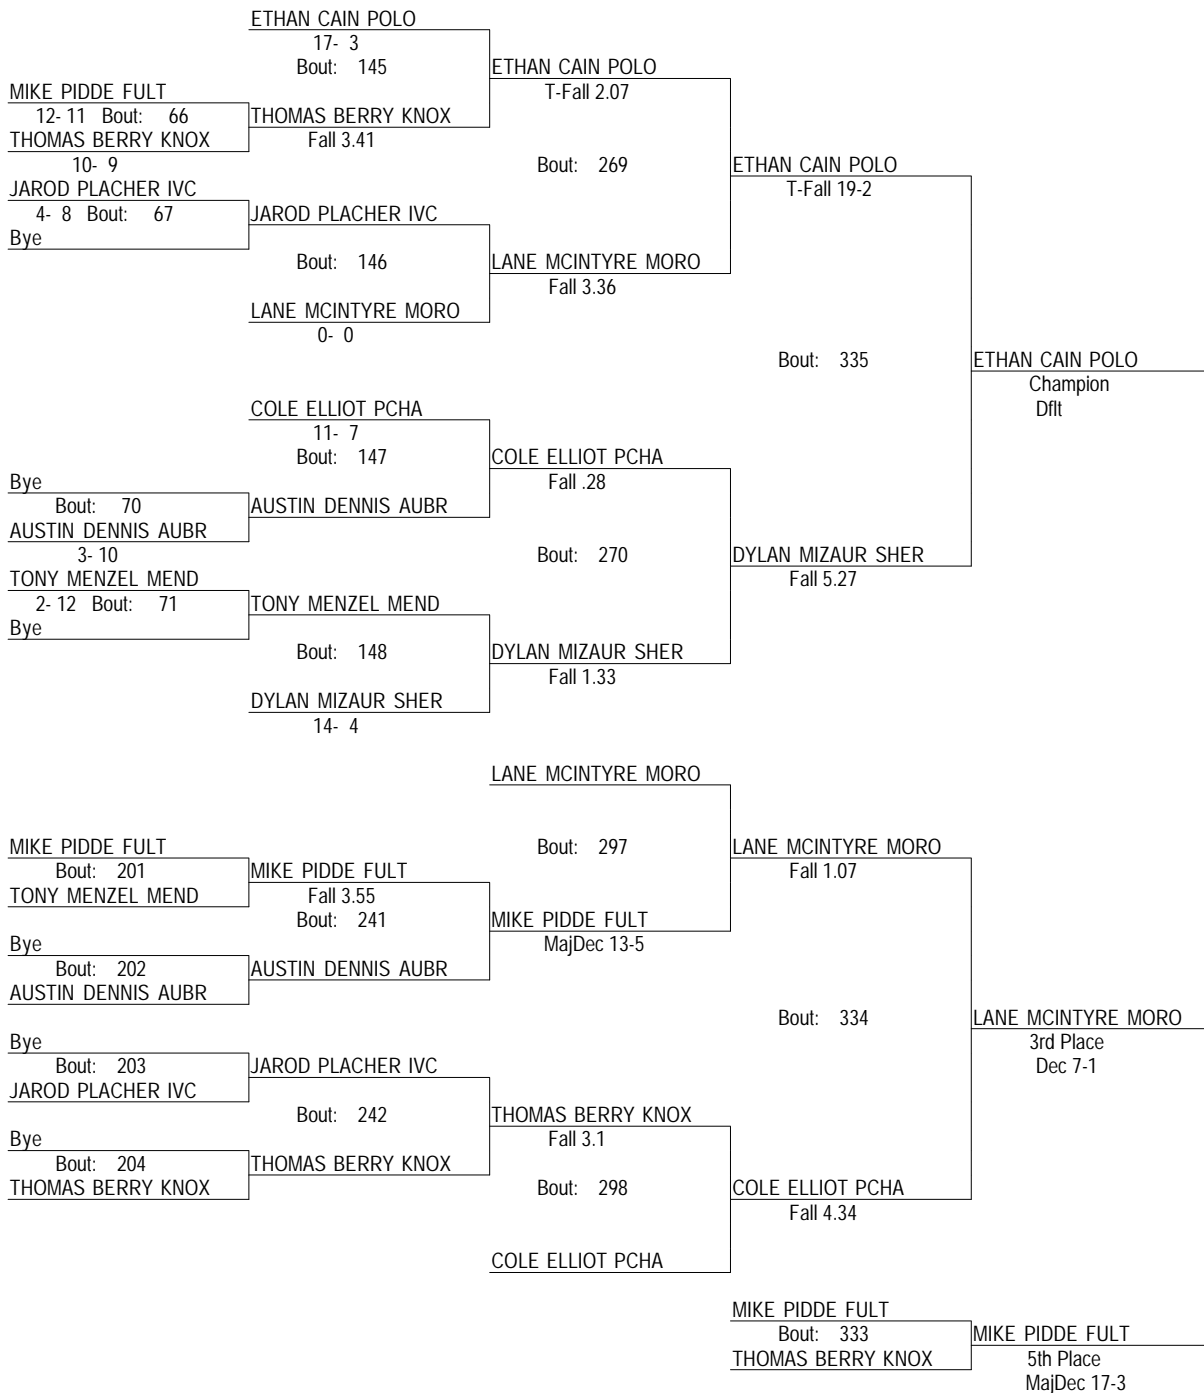 ETHAN CAIN POLO
17- 3
Bout: 145
ETHAN CAIN POLO
T-Fall 2.07
MIKE PIDDE FULT
12- 11 Bout: 66
THOMAS BERRY KNOX
Fall 3.41
THOMAS BERRY KNOX
10- 9
Bout: 269
ETHAN CAIN POLO
T-Fall 19-2
JAROD PLACHER IVC
4- 8 Bout: 67
JAROD PLACHER IVC
Bye
Bout: 146
LANE MCINTYRE MORO
Fall 3.36
LANE MCINTYRE MORO
0- 0
Bout: 335
ETHAN CAIN POLO
Champion
Dflt
COLE ELLIOT PCHA
11- 7
Bout: 147
COLE ELLIOT PCHA
Fall .28
Bye
Bout: 70
AUSTIN DENNIS AUBR
AUSTIN DENNIS AUBR
3- 10
Bout: 270
DYLAN MIZAUR SHER
Fall 5.27
TONY MENZEL MEND
2- 12 Bout: 71
TONY MENZEL MEND
Bye
Bout: 148
DYLAN MIZAUR SHER
Fall 1.33
DYLAN MIZAUR SHER
14- 4
LANE MCINTYRE MORO
Bout: 297
LANE MCINTYRE MORO
Fall 1.07
MIKE PIDDE FULT
Bout: 201
MIKE PIDDE FULT
Fall 3.55
TONY MENZEL MEND
Bout: 241
MIKE PIDDE FULT
MajDec 13-5
Bye
Bout: 202
AUSTIN DENNIS AUBR
AUSTIN DENNIS AUBR
Bout: 334
LANE MCINTYRE MORO
3rd Place
Dec 7-1
Bye
Bout: 203
JAROD PLACHER IVC
JAROD PLACHER IVC
Bout: 242
THOMAS BERRY KNOX
Fall 3.1
Bye
Bout: 204
THOMAS BERRY KNOX
THOMAS BERRY KNOX
Bout: 298
COLE ELLIOT PCHA
Fall 4.34
COLE ELLIOT PCHA
MIKE PIDDE FULT
Bout: 333
MIKE PIDDE FULT
THOMAS BERRY KNOX
5th Place
MajDec 17-3